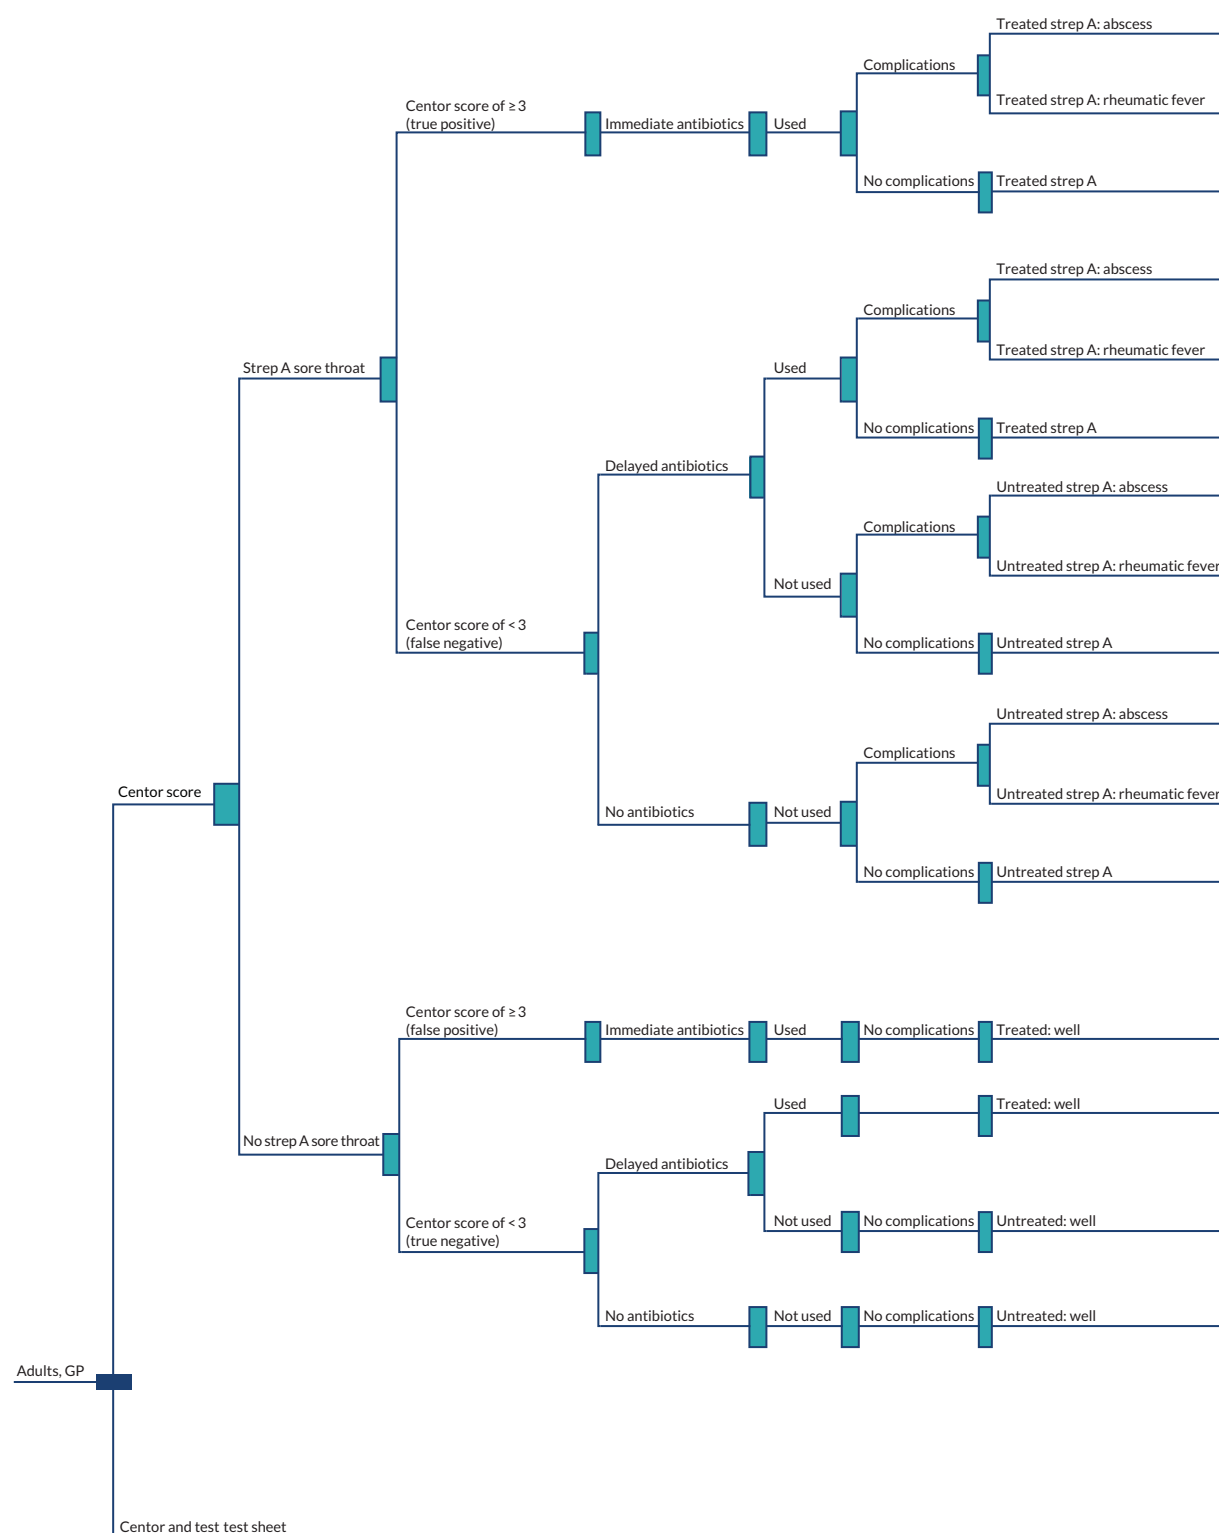 Treated strep A: abscess
Complications
Treated strep A: rheumatic fever
Centor score of ≥ 3
(true positive)
Immediate antibiotics
Used
No complications
Treated strep A
Treated strep A: abscess
Complications
Treated strep A: rheumatic fever
Strep A sore throat
Used
No complications
Treated strep A
Delayed antibiotics
Untreated strep A: abscess
Complications
Untreated strep A: rheumatic fever
Not used
Centor score of < 3
(false negative)
No complications
Untreated strep A
Untreated strep A: abscess
Complications
Untreated strep A: rheumatic fever
Centor score
No antibiotics
Not used
No complications
Untreated strep A
Centor score of ≥ 3
(false positive)
Immediate antibiotics
Used
No complications
Treated: well
Used
Treated: well
No strep A sore throat
Delayed antibiotics
Centor score of < 3
(true negative)
Not used
No complications
Untreated: well
No antibiotics
Not used
No complications
Untreated: well
Adults, GP
Centor and test test sheet